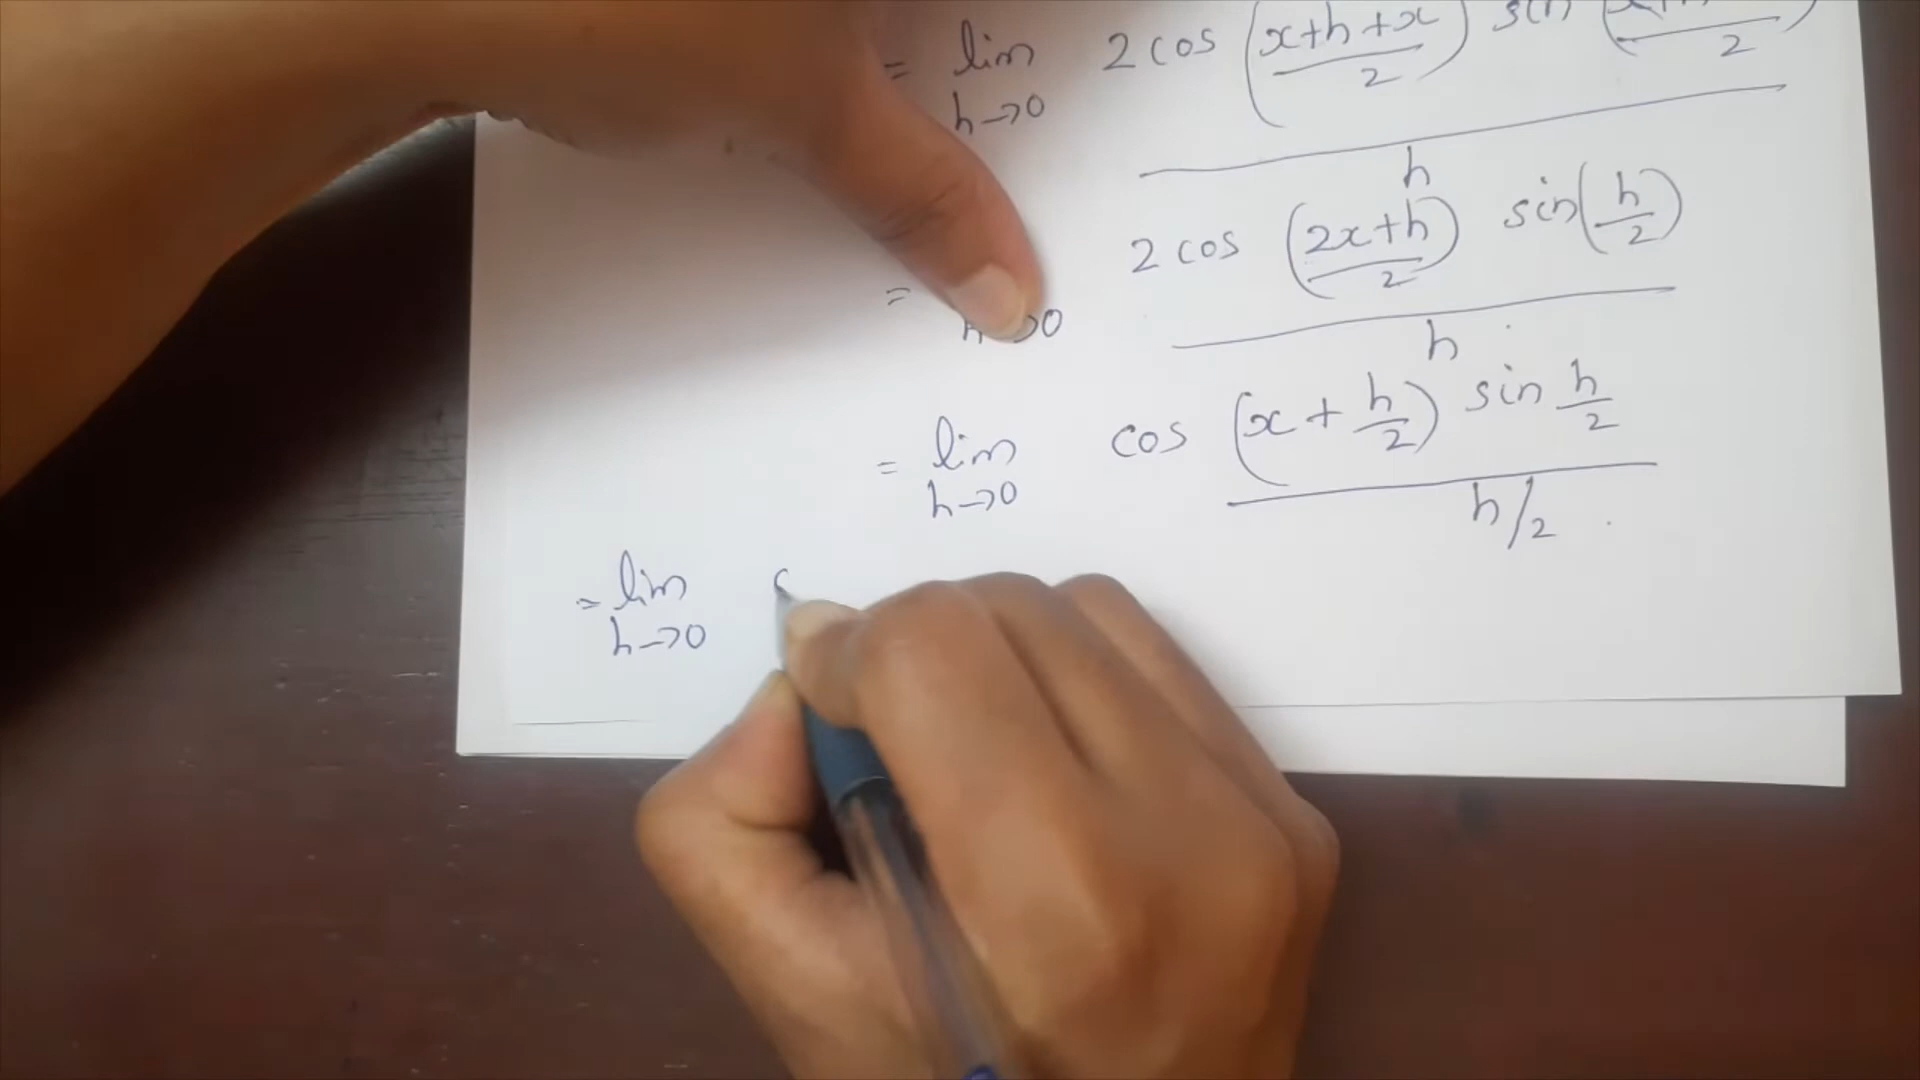 = lim 2 cos (x+h+x / 2) sin ( / 2)
h→0
h
= 2 cos (2x+h / 2) sin(h/2)
h→0
h
= lim cos (x + h/2) sin h/2
h→0
h/2
= lim
h→0